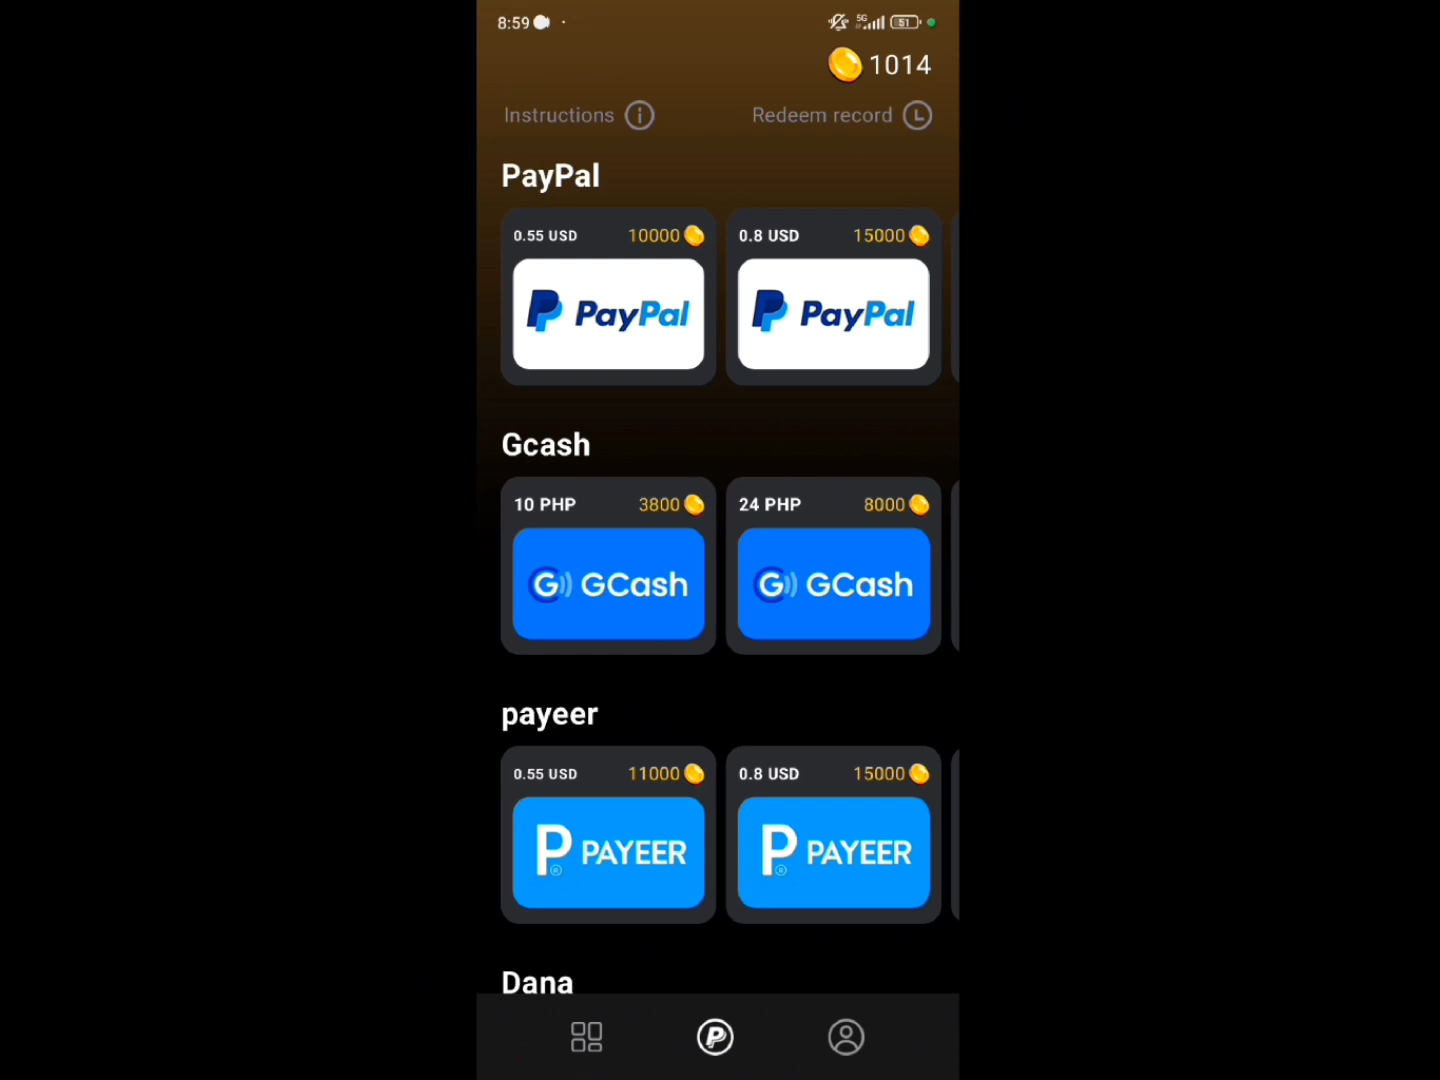 8:59
5G
51
1014
Instructions
Redeem record
PayPal
0.55 USD 10000
0.8 USD 15000
PayPal
PayPal
Gcash
10 PHP 3800
24 PHP 8000
G GCash
G GCash
payeer
0.55 USD 11000
0.8 USD 15000
P® PAYEER
P® PAYEER
Dana